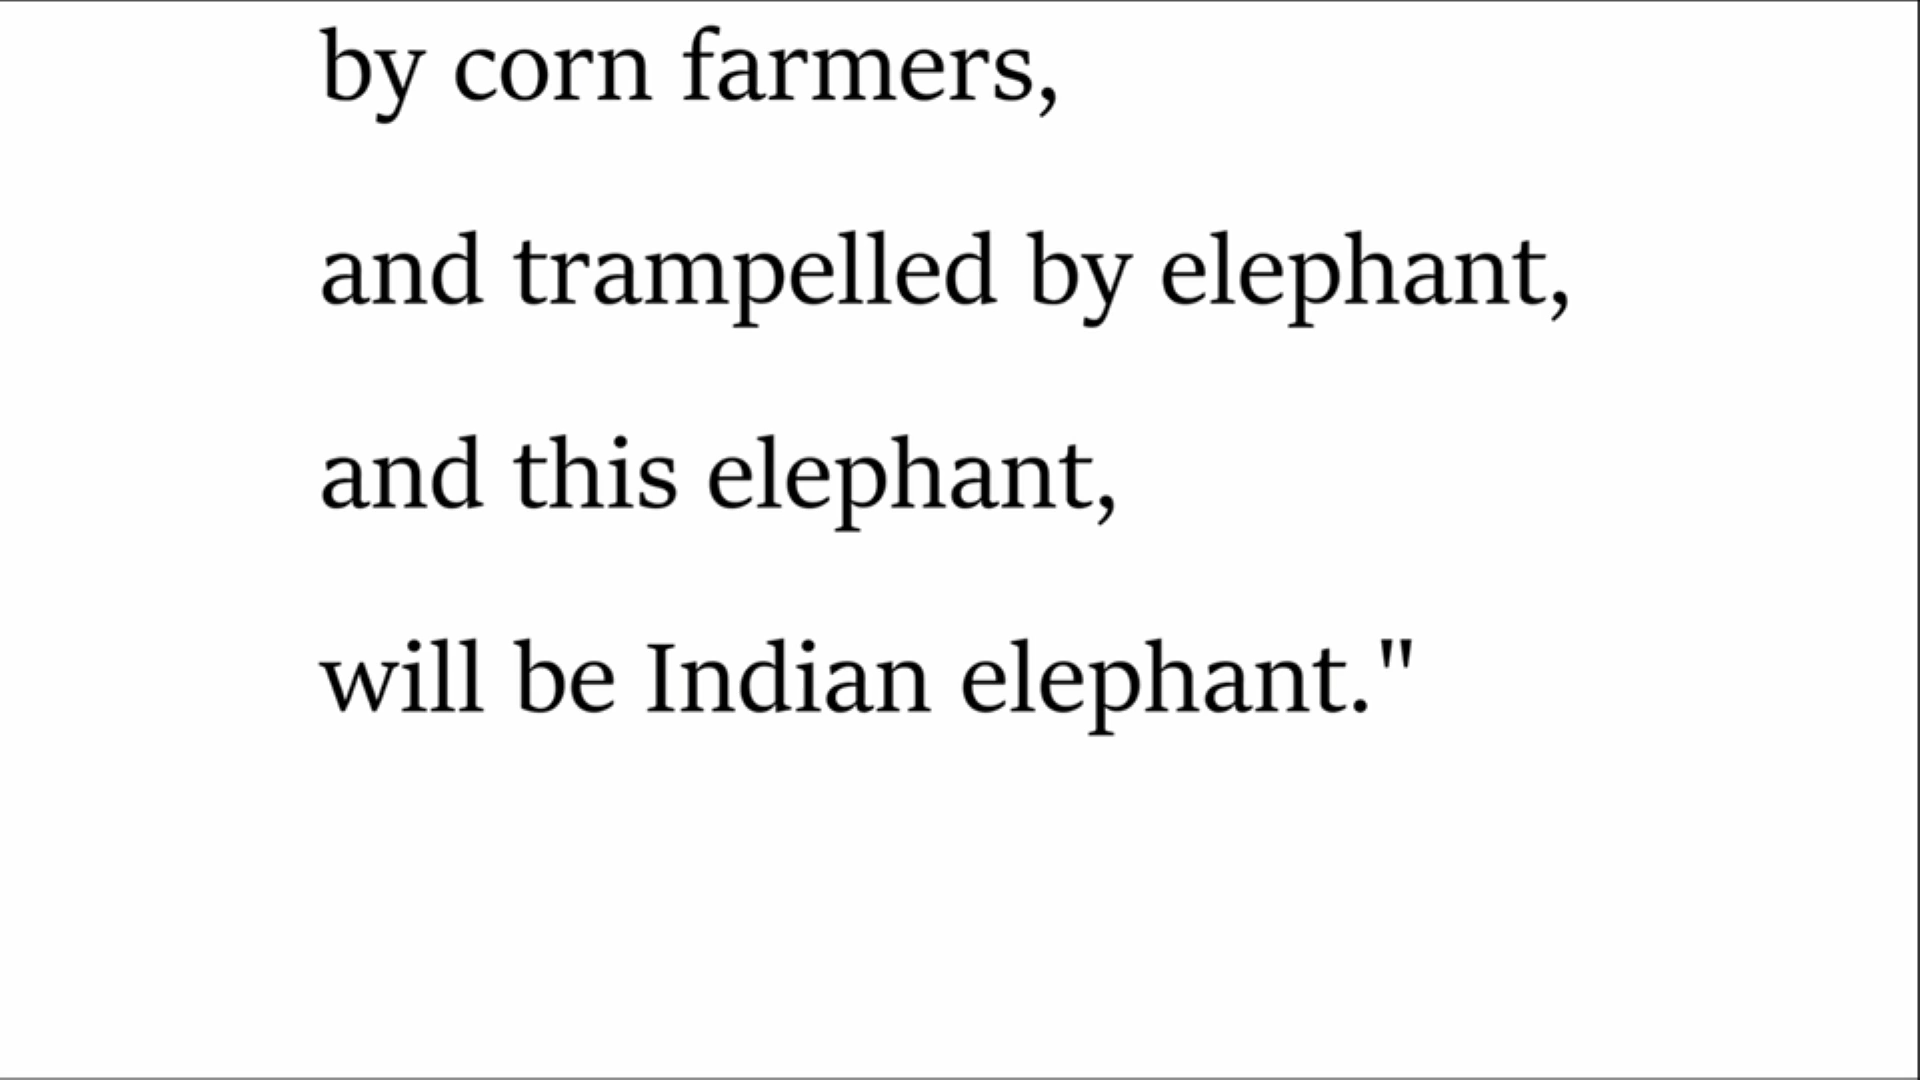 by corn farmers,
and trampelled by elephant,
and this elephant,
will be Indian elephant."